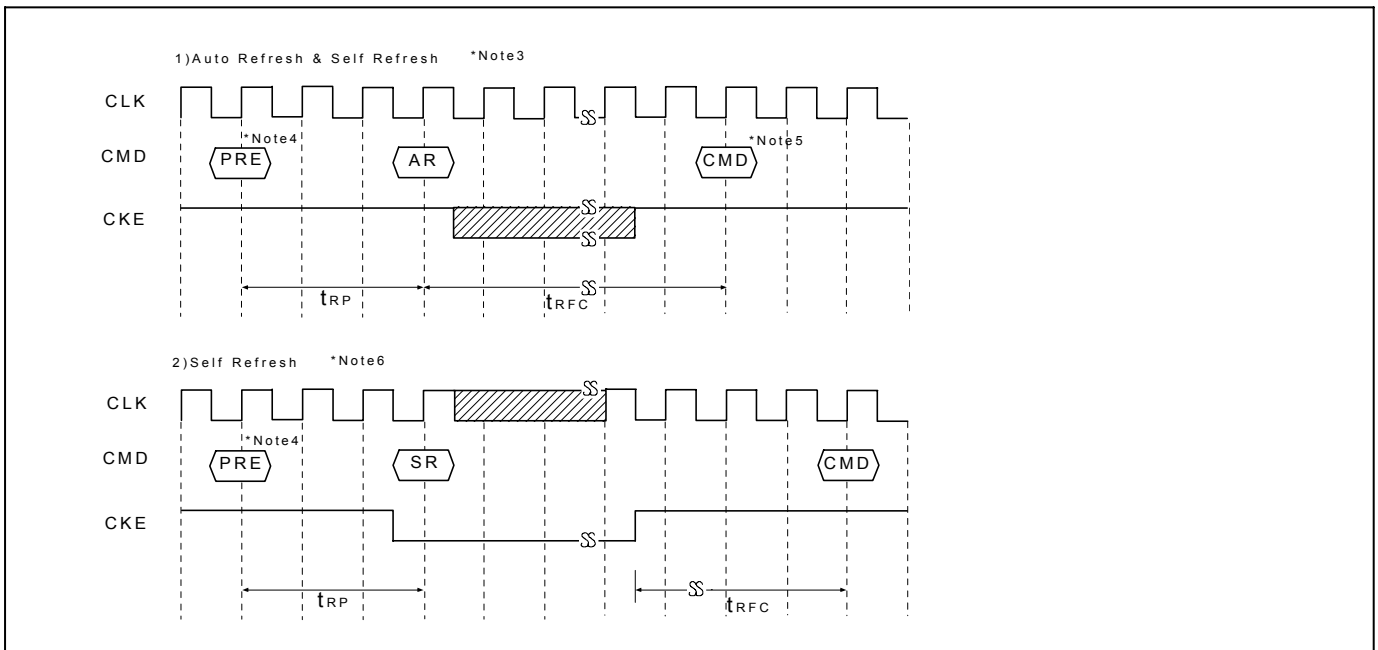 1)Auto Refresh & Self Refresh *Note3
CLK
CMD PRE *Note4 AR CMD *Note5
CKE
tRP tRFC
2)Self Refresh *Note6
CLK
CMD PRE *Note4 SR CMD
CKE
tRP tRFC